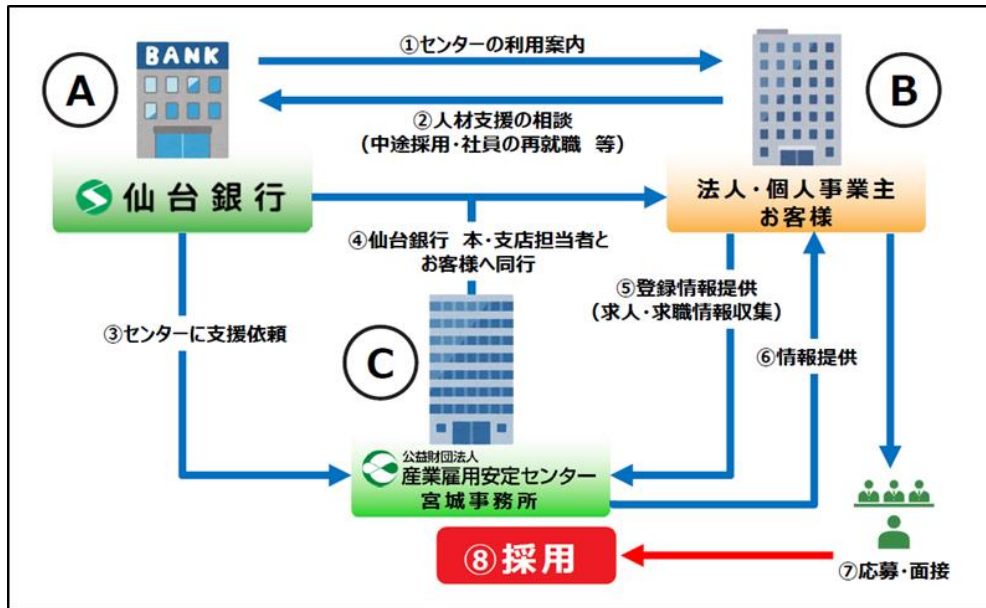 BANK
A
B
①センターの利用案内
②人材支援の相談
(中途採用・社員の再就職 等)
仙台銀行
法人・個人事業主
お客様
④仙台銀行 本・支店担当者と
お客様へ同行
③センターに支援依頼
⑤登録情報提供
(求人・求職情報収集)
⑥情報提供
C
公益財団法人
産業雇用安定センター
宮城事務所
⑧採用
⑦応募・面接